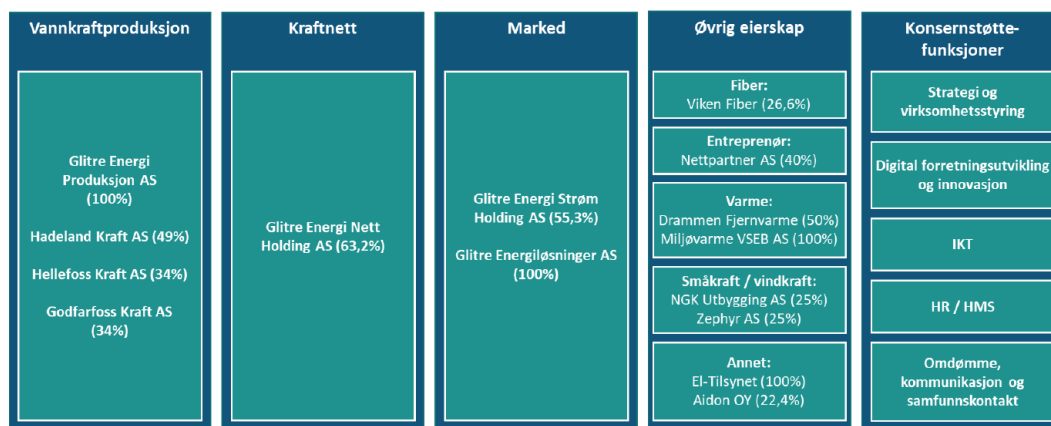 Vannkraftproduksjon
Glitre Energi
Produksjon AS
(100%)
Hadeland Kraft AS (49%)
Hellefoss Kraft AS (34%)
Godfarfoss Kraft AS
(34%)
Kraftnett
Glitre Energi Nett
Holding AS (63,2%)
Marked
Glitre Energi Strøm
Holding AS (55,3%)
Glitre Energiløsninger AS
(100%)
Øvrig eierskap
Fiber:
Viken Fiber (26,6%)
Entreprenør:
Nettpartner AS (40%)
Varme:
Drammen Fjernvarme (50%)
Miljøvarme VSEB AS (100%)
Småkraft / vindkraft:
NGK Utbygging AS (25%)
Zephyr AS (25%)
Annet:
El-Tilsynet (100%)
Aidon OY (22,4%)
Konsernstøtte-
funksjoner
Strategi og
virksomhetsstyring
Digital forretningsutvikling
og innovasjon
IKT
HR / HMS
Omdømme,
kommunikasjon og
samfunnskontakt